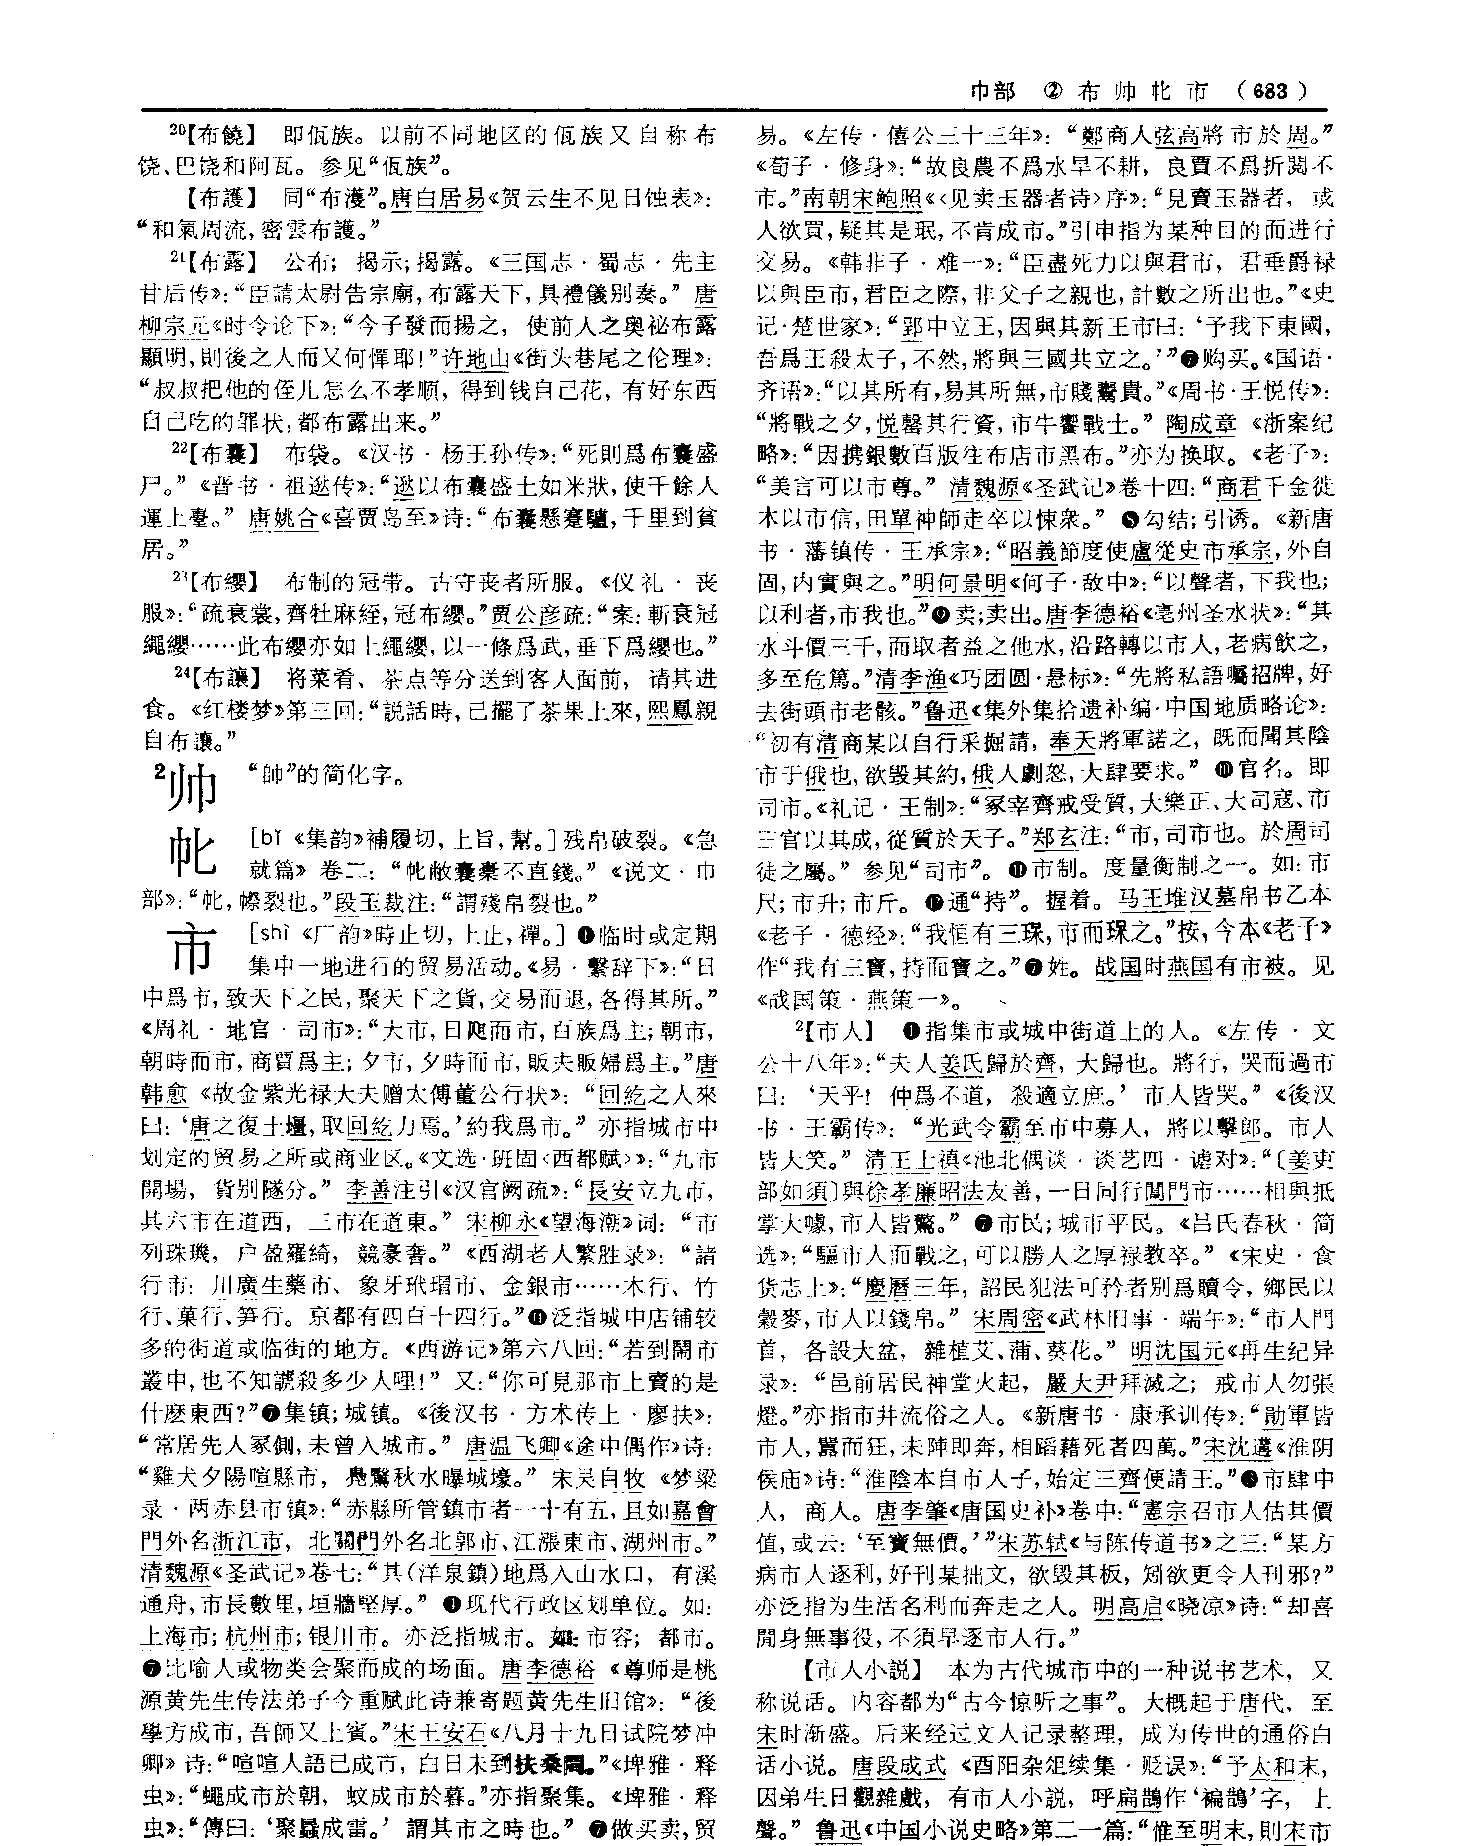 巾部　②布帅㠲市（683）
²⁰【布饒】　即佤族。以前不同地区的佤族又自称布
饶、巴饶和阿瓦。参见“佤族”。
【布護】　同“布濩”。唐白居易《贺云生不见日蚀表》：
“和氣周流，密雲布護。”
²¹【布露】　公布；揭示；揭露。《三国志·蜀志·先主
甘后传》：“臣請太尉告宗廟，布露天下，具禮儀别奏。”唐
柳宗元《时令论下》：“今子發而揚之，使前人之奥祕布露
顯明，則後之人而又何憚耶！”许地山《街头巷尾之伦理》：
“叔叔把他的侄儿怎么不孝順，得到钱自己花，有好东西
自己吃的罪状，都布露出来。”
²²【布囊】　布袋。《汉书·杨王孙传》：“死則爲布囊盛
尸。”《晋书·祖逖传》：“逖以布囊盛土如米狀，使千餘人
運上臺。”唐姚合《喜贾岛至》诗：“布囊懸蹇驢，千里到貧
居。”
²³【布缨】　布制的冠带。古守丧者所服。《仪礼·丧
服》：“疏衰裳，齊牡麻絰，冠布纓。”贾公彦疏：“案：斬衰冠
繩纓……此布纓亦如上繩纓，以一條爲武，垂下爲纓也。”
²⁴【布讓】　将菜肴、茶点等分送到客人面前，请其进
食。《红楼梦》第三回：“説話時，已擺了茶果上來，熙鳳親
自布讓。”
²帅　“帥”的简化字。
㠲　[bǐ《集韵》補履切，上旨，幫。]残帛破裂。《急
就篇》卷二：“㠲敝囊橐不直錢。”《说文·巾
部》：“㠲，幣裂也。”段玉裁注：“謂殘帛裂也。”
市　[shì《广韵》時止切，上止，禪。]❶临时或定期
集中一地进行的贸易活动。《易·繫辞下》：“日
中爲市，致天下之民，聚天下之貨，交易而退，各得其所。”
《周礼·地官·司市》：“大市，日昃而市，百族爲主；朝市，
朝時而市，商賈爲主；夕市，夕時而市，販夫販婦爲主。”唐
韩愈《故金紫光禄大夫赠太傅董公行状》：“回紇之人來
曰：‘唐之復土壃，取回紇力焉。’約我爲市。”亦指城市中
划定的贸易之所或商业区。《文选·班固〈西都赋〉》：“九市
開場，貨别隧分。”李善注引《汉官阙疏》：“長安立九市，
其六市在道西，三市在道東。”宋柳永《望海潮》词：“市
列珠璣，户盈羅綺，競豪奢。”《西湖老人繁胜录》：“諸
行市：川廣生藥市、象牙玳瑁市、金銀市……木行、竹
行、菓行、笋行。京都有四百十四行。”❷泛指城中店铺较
多的街道或临街的地方。《西游记》第六八回：“若到鬧市
叢中，也不知諕殺多少人哩！”又：“你可見那市上賣的是
什麽東西？”❸集镇；城镇。《後汉书·方术传上·廖扶》：
“常居先人冢側，未曾入城市。”唐温飞卿《途中偶作》诗：
“雞犬夕陽喧縣市，鳧鷖秋水曝城壕。”宋吴自牧《梦粱
录·两赤县市镇》：“赤縣所管鎮市者一十有五，且如嘉會
門外名浙江市，北關門外名北郭市、江漲東市、湖州市。”
清魏源《圣武记》卷七：“其（洋泉鎮）地爲入山水口，有溪
通舟，市長數里，垣牆堅厚。”❹现代行政区划单位。如：
上海市；杭州市；银川市。亦泛指城市。如：市容；都市。
❺比喻人或物类会聚而成的场面。唐李德裕《尊师是桃
源黄先生传法弟子今重赋此诗兼寄题黄先生旧馆》：“後
學方成市，吾師又上賓。”宋王安石《八月十九日试院梦冲
卿》诗：“喧喧人語已成市，白日未到扶桑間。”《埤雅·释
虫》：“蠅成市於朝，蚊成市於暮。”亦指聚集。《埤雅·释
虫》：“傳曰：‘聚蟁成雷。’謂其市之時也。”❻做买卖，贸
易。《左传·僖公三十三年》：“鄭商人弦高將市於周。”
《荀子·修身》：“故良農不爲水旱不耕，良賈不爲折閲不
市。”南朝宋鲍照《〈见卖玉器者诗〉序》：“見賣玉器者，或
人欲買，疑其是珉，不肯成市。”引申指为某种目的而进行
交易。《韩非子·难一》：“臣盡死力以與君市，君垂爵禄
以與臣市，君臣之際，非父子之親也，計數之所出也。”《史
记·楚世家》：“郢中立王，因與其新王市曰：‘予我下東國，
吾爲王殺太子，不然，將與三國共立之。’”❼购买。《国语·
齐语》：“以其所有，易其所無，市賤鬻貴。”《周书·王悦传》：
“將戰之夕，悦罄其行資，市牛饗戰士。”陶成章《浙案纪
略》：“因携銀數百版往布店市黑布。”亦为换取。《老子》：
“美言可以市尊。”清魏源《圣武记》卷十四：“商君千金徙
木以市信，田單神師走卒以悚衆。”❽勾结；引诱。《新唐
书·藩镇传·王承宗》：“昭義節度使盧從史市承宗，外自
固，内實與之。”明何景明《何子·敌中》：“以聲者，下我也；
以利者，市我也。”❾卖；卖出。唐李德裕《亳州圣水状》：“其
水斗價三千，而取者益之他水，沿路轉以市人，老病飲之，
多至危篤。”清李渔《巧团圆·悬标》：“先將私語囑招牌，好
去街頭市老骸。”鲁迅《集外集拾遗补编·中国地质略论》：
“初有清商某以自行采掘請，奉天將軍諾之，既而聞其陰
市于俄也，欲毁其約，俄人劇怒，大肆要求。”❿官名。即
司市。《礼记·王制》：“冢宰齊戒受質，大樂正、大司寇、市
三官以其成，從質於天子。”郑玄注：“市，司市也。於周司
徒之屬。”参见“司市”。⓫市制。度量衡制之一。如：市
尺；市升；市斤。⓬通“持”。握着。马王堆汉墓帛书乙本
《老子·德经》：“我恒有三琛，市而琛之。”按，今本《老子》
作“我有三寶，持而寶之。”⓭姓。战国时燕国有市被。见
《战国策·燕策一》。
²【市人】　❶指集市或城中街道上的人。《左传·文
公十八年》：“夫人姜氏歸於齊，大歸也。將行，哭而過市
曰：‘天乎！仲爲不道，殺適立庶。’市人皆哭。”《後汉
书·王霸传》：“光武令霸至市中募人，將以擊郎。市人
皆大笑。”清王士禛《池北偶谈·谈艺四·谑对》：“〔姜吏
部如須〕與徐孝廉昭法友善，一日同行閶門市……相與抵
掌大噱，市人皆驚。”❷市民；城市平民。《吕氏春秋·简
选》：“驅市人而戰之，可以勝人之厚禄教卒。”《宋史·食
货志上》：“慶曆三年，詔民犯法可矜者别爲贖令，鄉民以
穀麥，市人以錢帛。”宋周密《武林旧事·端午》：“市人門
首，各設大盆，雜植艾、蒲、葵花。”明沈国元《再生纪异
录》：“邑前居民神堂火起，嚴大尹拜滅之；戒市人勿張
燈。”亦指市井流俗之人。《新唐书·康承训传》：“勛軍皆
市人，嚚而狂，未陣即奔，相蹈藉死者四萬。”宋沈遘《淮阴
侯庙》诗：“淮陰本自市人子，始定三齊便請王。”❸市肆中
人，商人。唐李肇《唐国史补》卷中：“憲宗召市人估其價
值，或云：‘至寶無價。’”宋苏轼《与陈传道书》之三：“某方
病市人逐利，好刊某拙文，欲毁其板，矧欲更令人刊邪？”
亦泛指为生活名利而奔走之人。明高启《晓凉》诗：“却喜
閒身無事役，不須早逐市人行。”
【市人小説】　本为古代城市中的一种说书艺术，又
称说话。内容都为“古今惊听之事”。大概起于唐代，至
宋时渐盛。后来经过文人记录整理，成为传世的通俗白
话小说。唐段成式《酉阳杂俎续集·贬误》：“予太和末，
因弟生日觀雜戲，有市人小説，呼扁鵲作‘褊鵲’字，上
聲。”鲁迅《中国小说史略》第二一篇：“惟至明末，則宋市